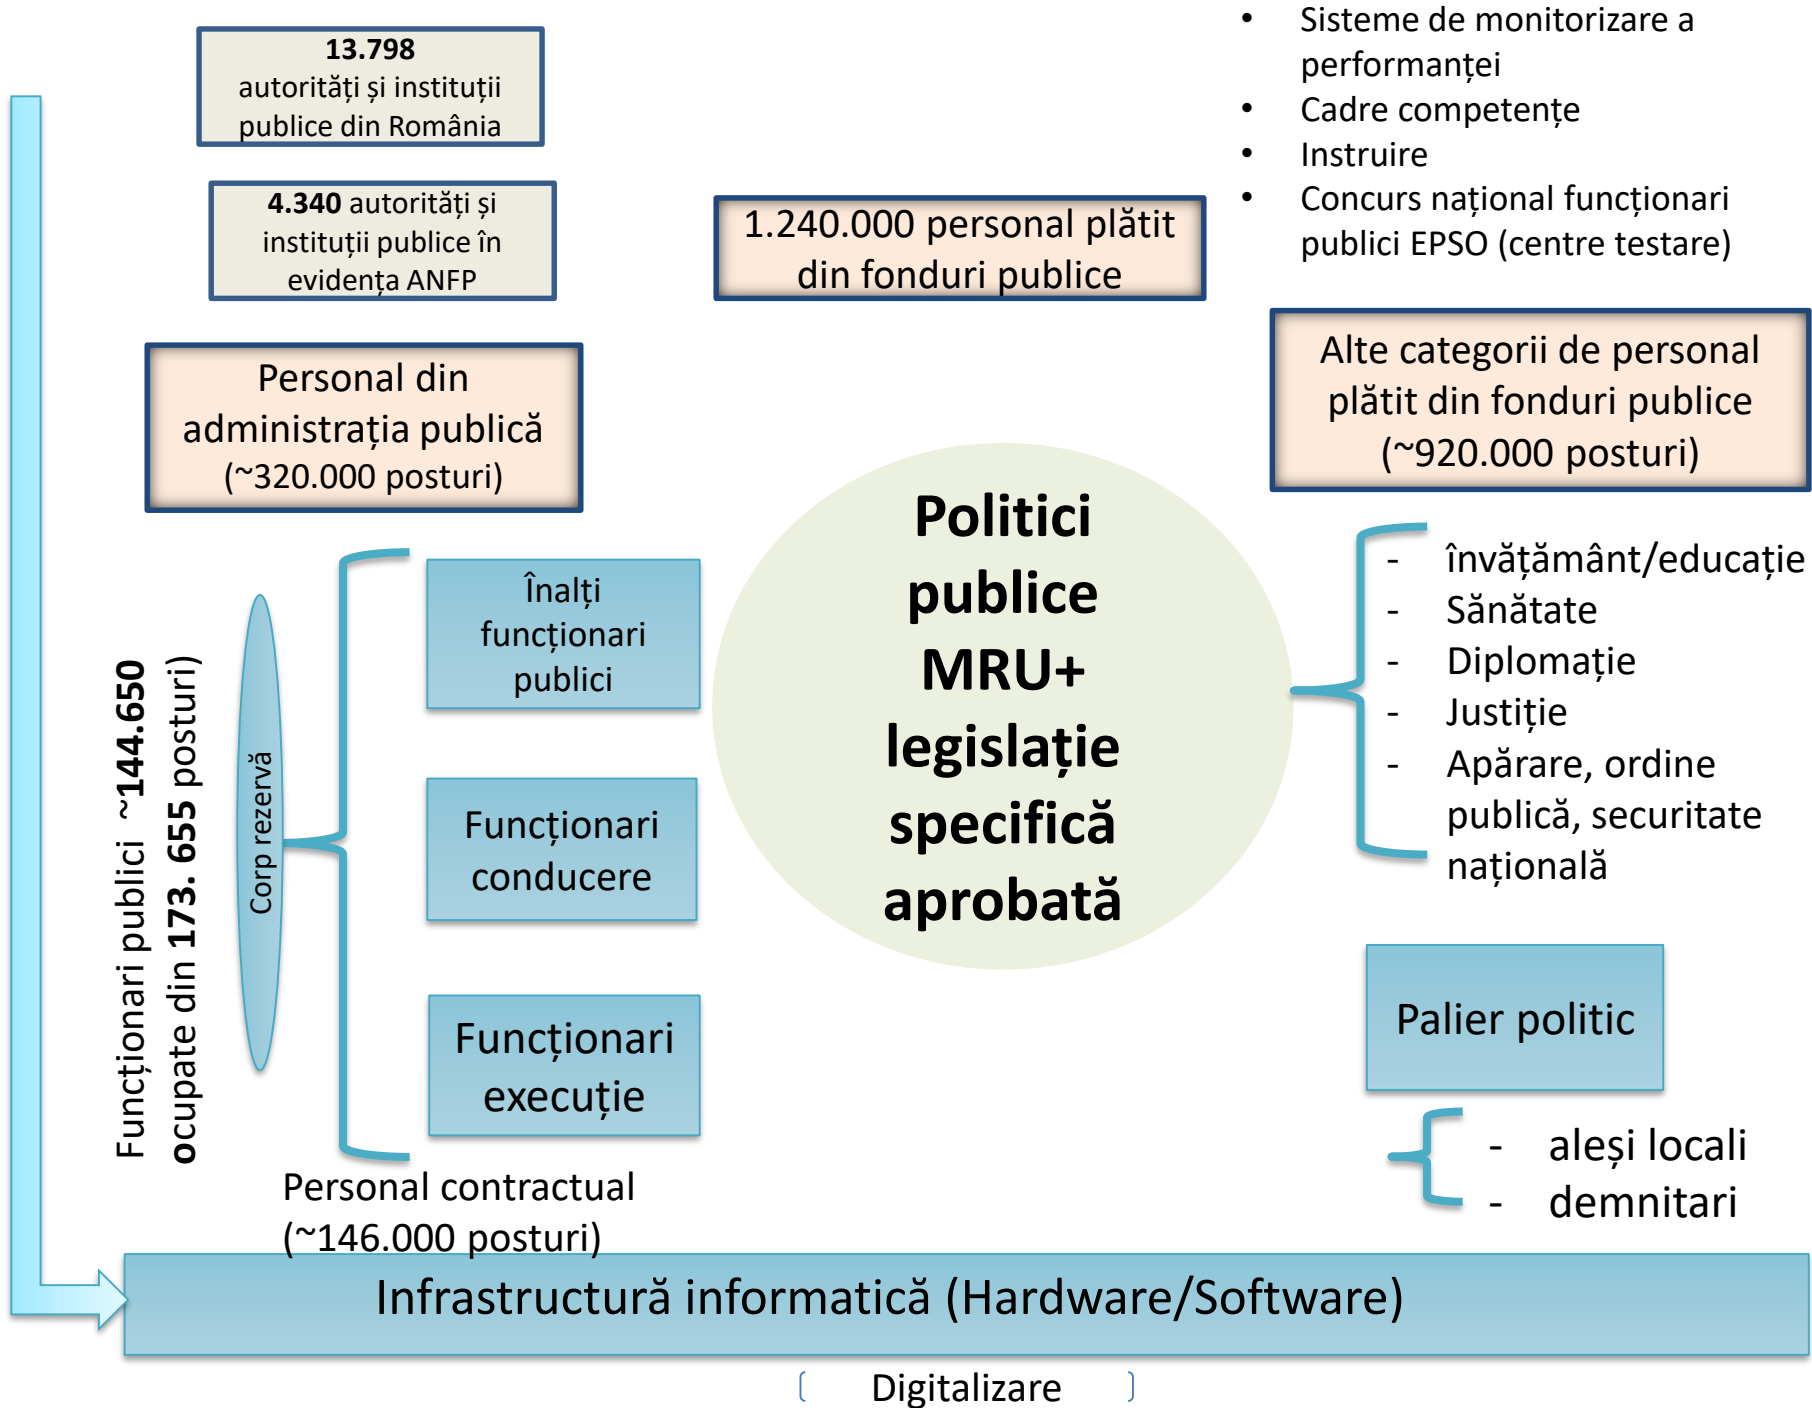 13.798
autorități și instituții
publice din România
4.340 autorități și
instituții publice în
evidența ANFP
1.240.000 personal plătit
din fonduri publice
• Sisteme de monitorizare a
performanței
• Cadre competențe
• Instruire
• Concurs național funcționari
publici EPSO (centre testare)
Personal din
administrația publică
(~320.000 posturi)
Alte categorii de personal
plătit din fonduri publice
(~920.000 posturi)
Funcționari publici ~144.650
ocupate din 173. 655 posturi)
Corp rezervă
Înalți
funcționari
publici
Funcționari
conducere
Funcționari
execuție
Personal contractual
(~146.000 posturi)
Politici
publice
MRU+
legislație
specifică
aprobată
- învățământ/educație
- Sănătate
- Diplomație
- Justiție
- Apărare, ordine
publică, securitate
națională
Palier politic
- aleși locali
- demnitari
Infrastructură informatică (Hardware/Software)
Digitalizare